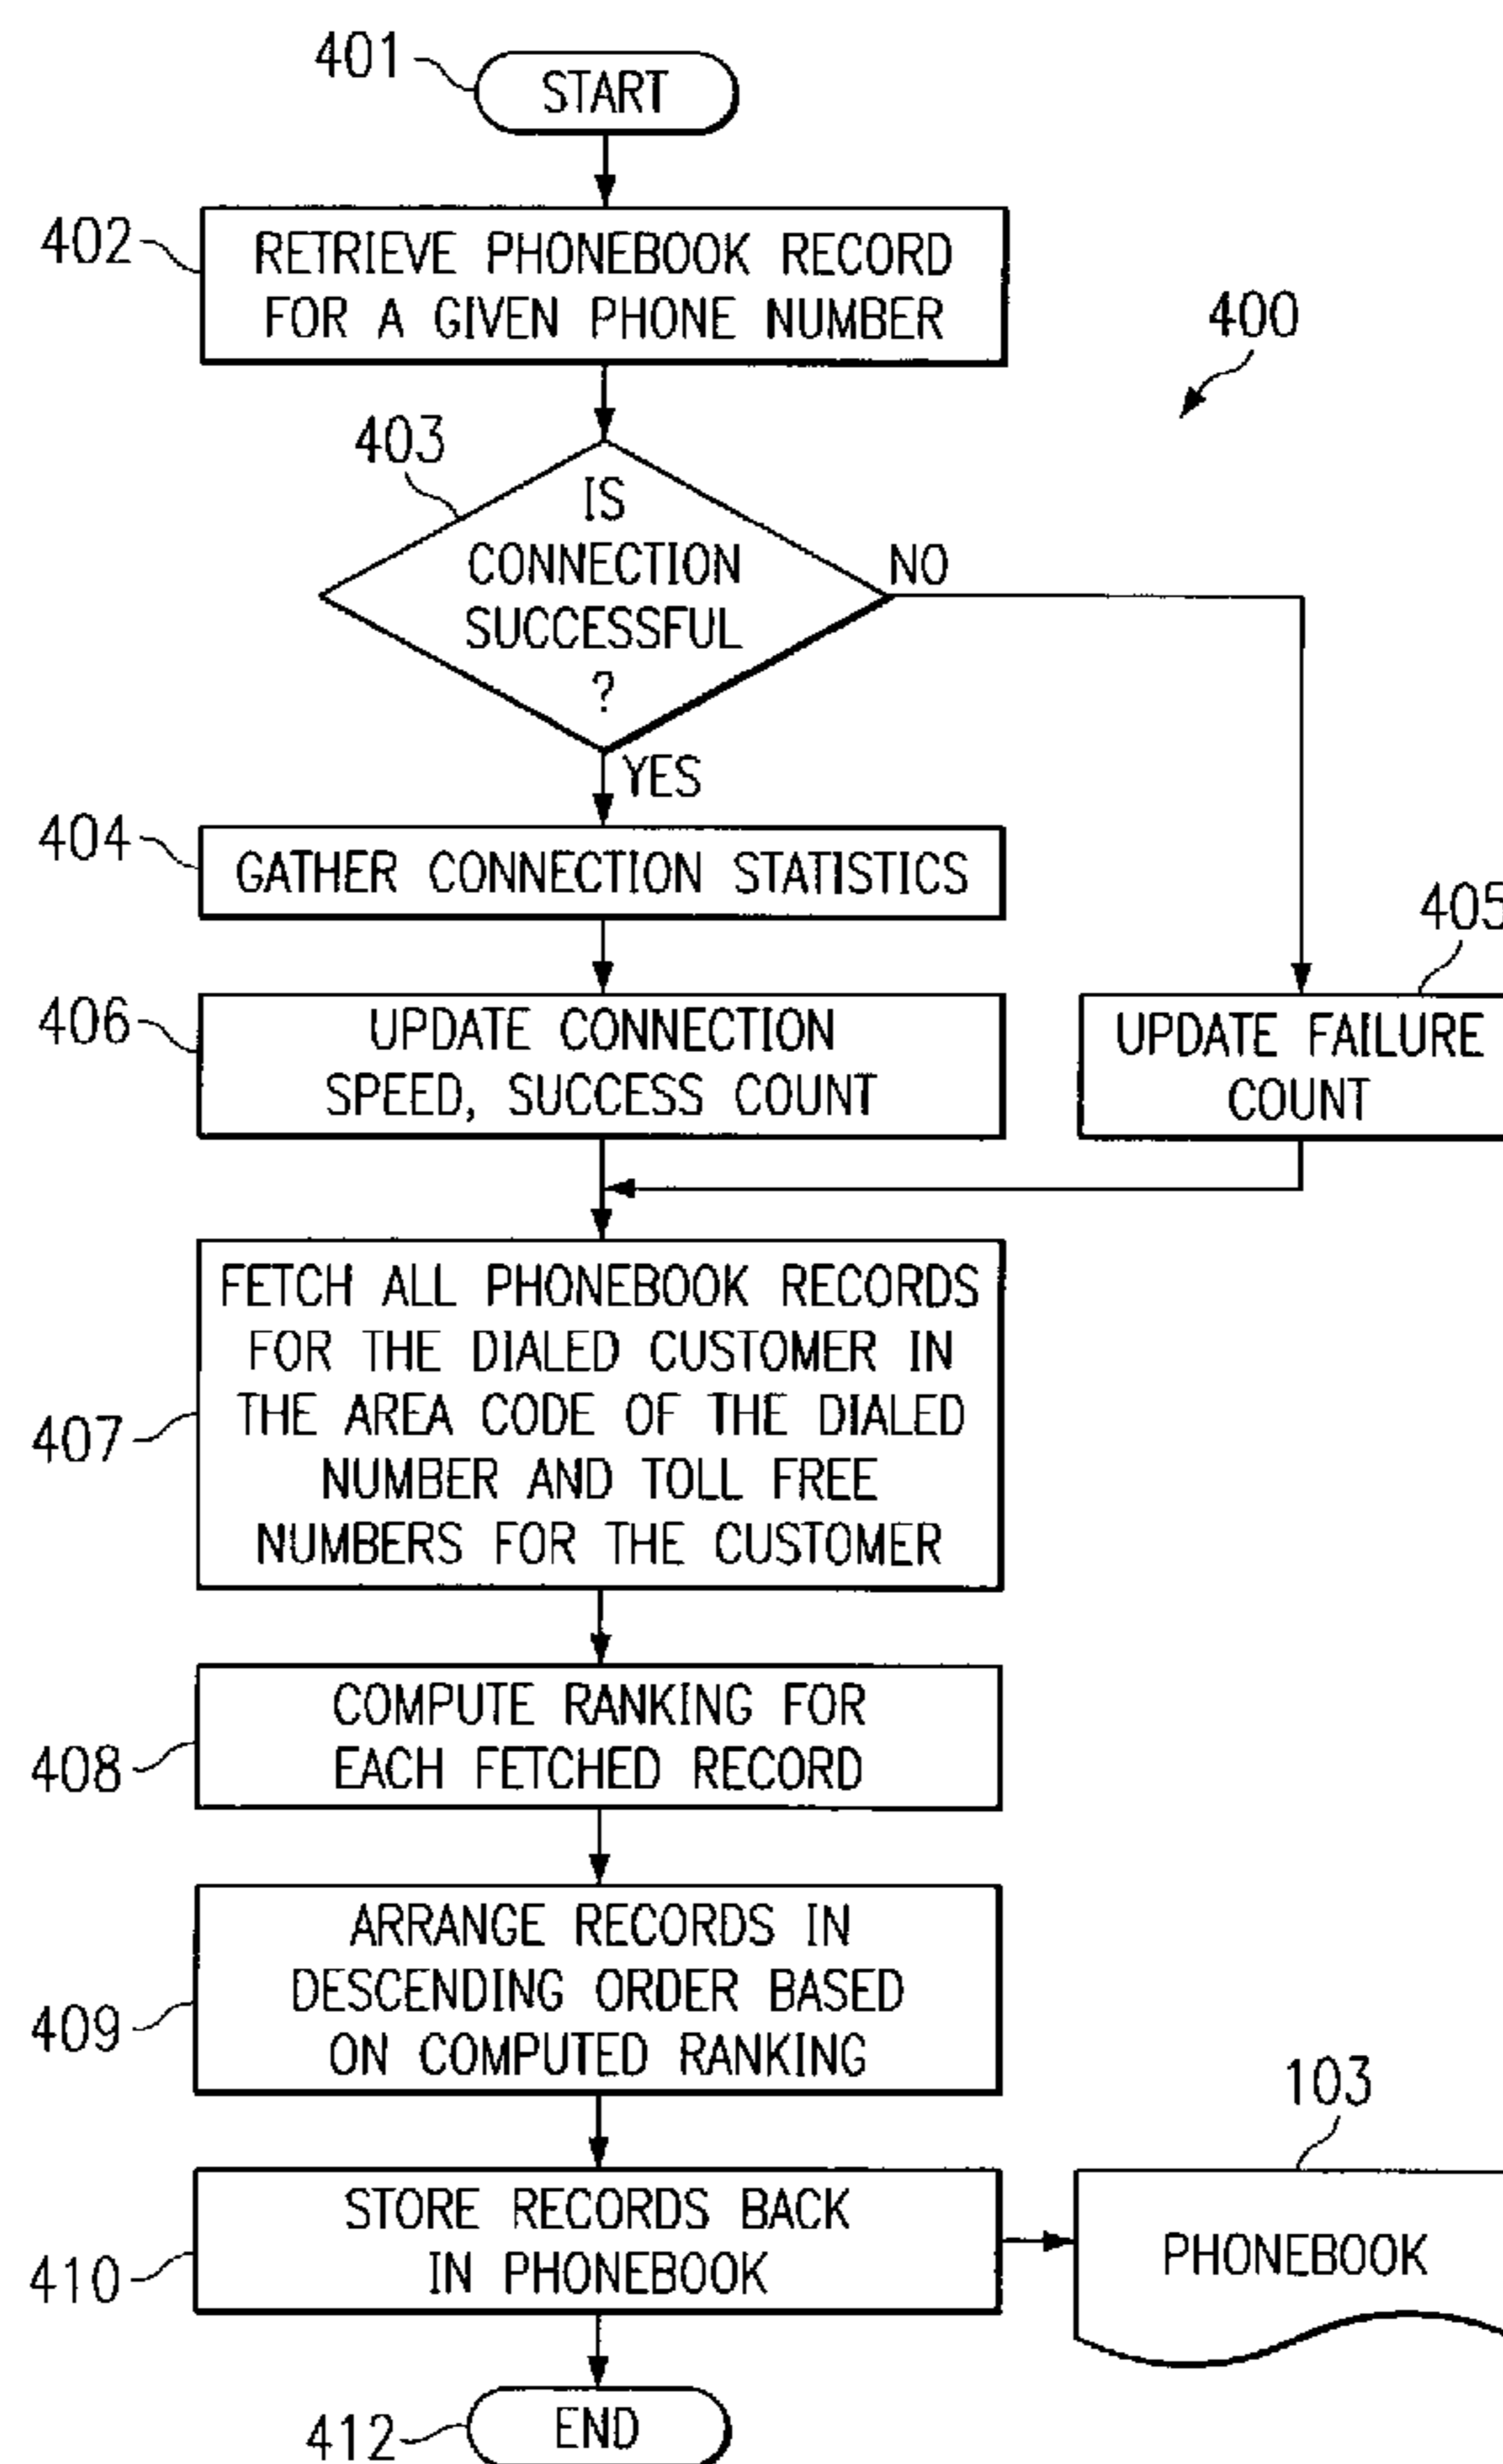 401
START
402
RETRIEVE PHONEBOOK RECORD
FOR A GIVEN PHONE NUMBER
400
403
IS
CONNECTION
SUCCESSFUL
?
NO
YES
404
GATHER CONNECTION STATISTICS
405
406
UPDATE CONNECTION
SPEED, SUCCESS COUNT
UPDATE FAILURE
COUNT
407
FETCH ALL PHONEBOOK RECORDS
FOR THE DIALED CUSTOMER IN
THE AREA CODE OF THE DIALED
NUMBER AND TOLL FREE
NUMBERS FOR THE CUSTOMER
408
COMPUTE RANKING FOR
EACH FETCHED RECORD
409
ARRANGE RECORDS IN
DESCENDING ORDER BASED
ON COMPUTED RANKING
103
410
STORE RECORDS BACK
IN PHONEBOOK
PHONEBOOK
412
END